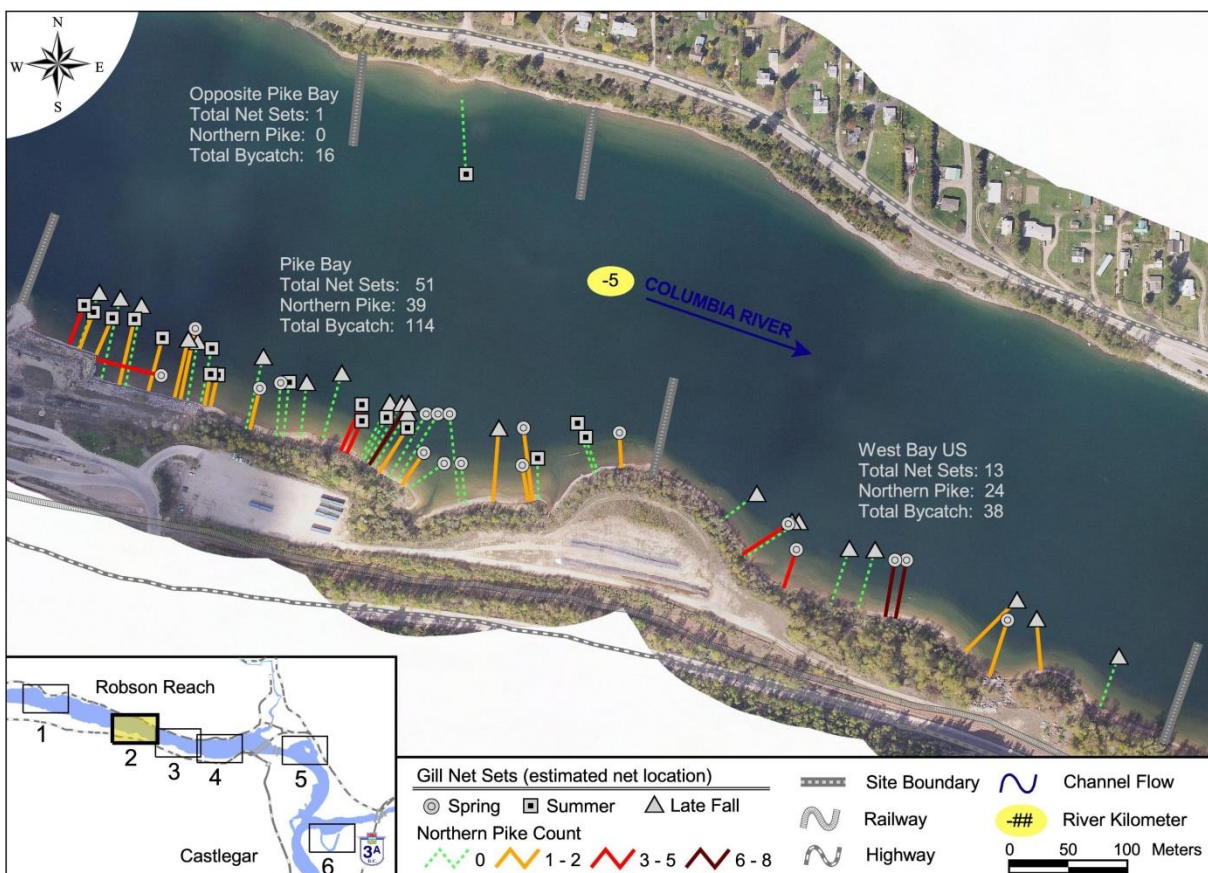 N
W E
S
Opposite Pike Bay
Total Net Sets: 1
Northern Pike: 0
Total Bycatch: 16
Pike Bay
Total Net Sets: 51
Northern Pike: 39
Total Bycatch: 114
-5
COLUMBIA RIVER
West Bay US
Total Net Sets: 13
Northern Pike: 24
Total Bycatch: 38
Robson Reach
1
2
3
4
5
6
Castlegar
3A
B.C.
Gill Net Sets (estimated net location)
Spring Summer Late Fall
Northern Pike Count
0 1 - 2 3 - 5 6 - 8
Site Boundary
Railway
Highway
Channel Flow
-## River Kilometer
0 50 100 Meters